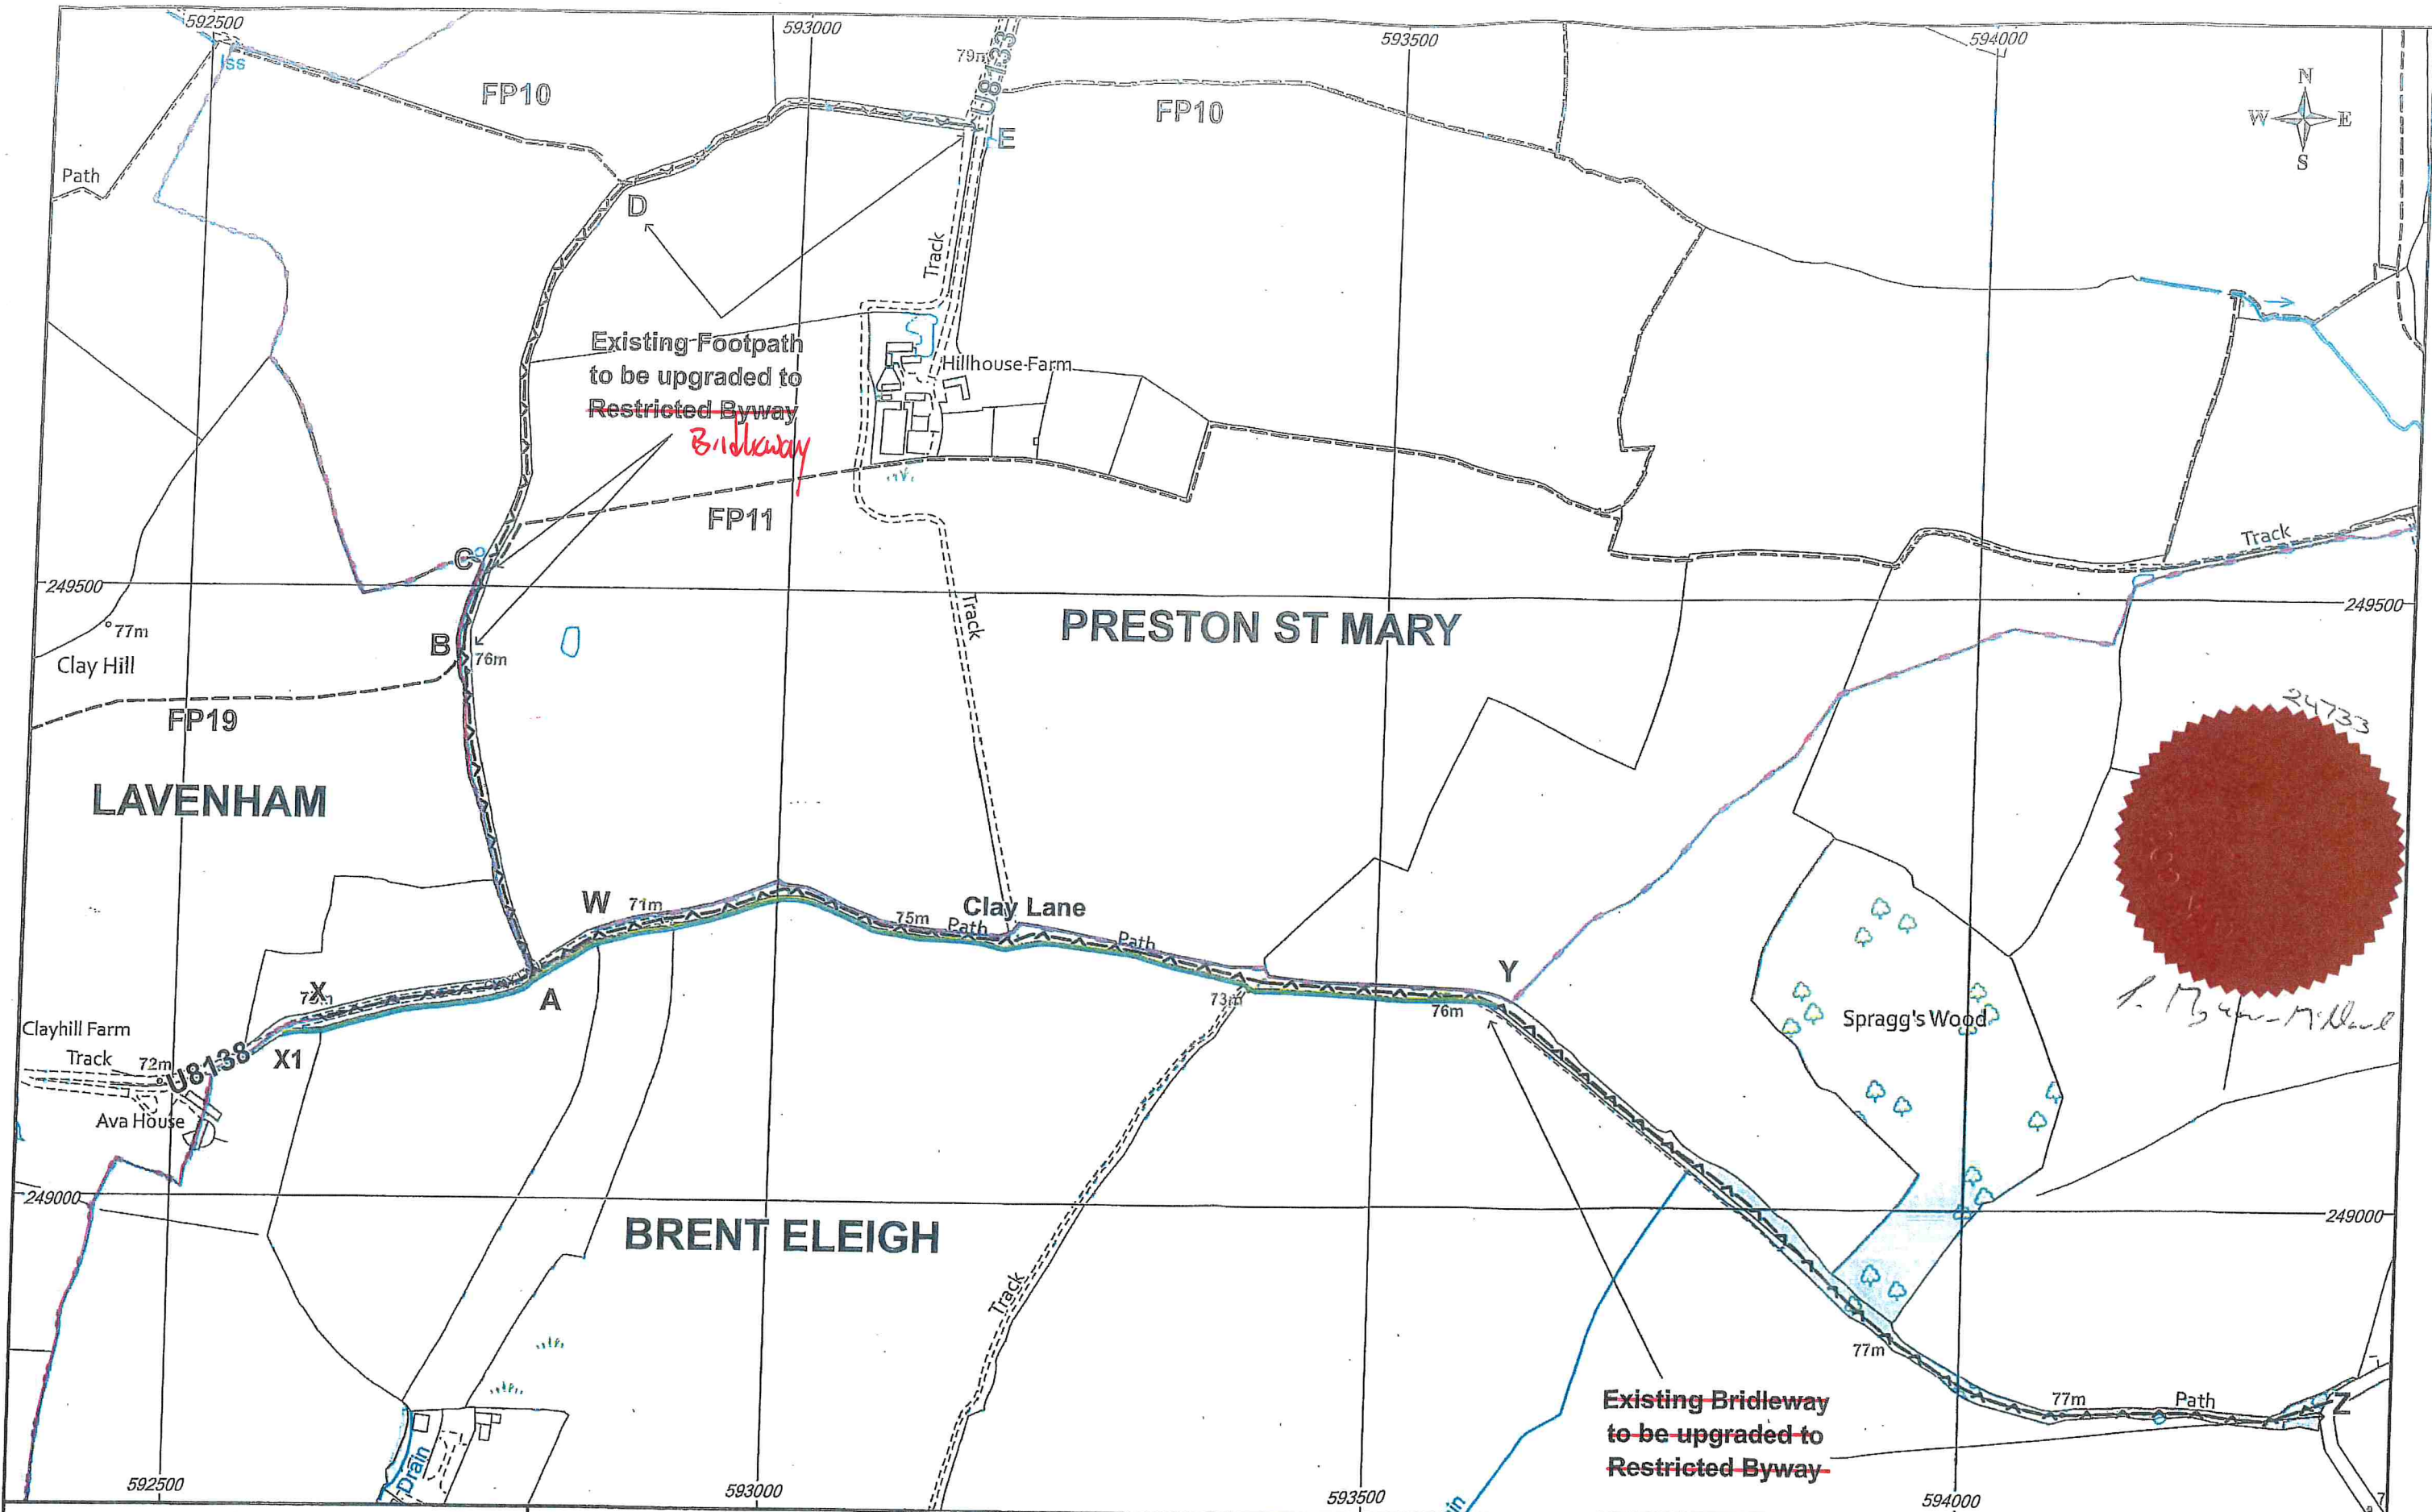 592500
593000
593500
594000
79m
U8133
Iss
FP10
FP10
N
W E
S
E
Path
D
Track
Existing Footpath
to be upgraded to
Restricted Byway
Bridleway
Hillhouse Farm
FP11
C
Track
249500
249500
Track
PRESTON ST MARY
77m
B
76m
Clay Hill
FP19
24733
LAVENHAM
W
71m
75m
Path
Clay Lane
Path
Y
X
A
73m
76m
Spragg's Wood
Clayhill Farm
Track
72m
U8138
X1
Ava House
249000
249000
BRENT ELEIGH
Track
77m
Existing Bridleway
to be upgraded to
Restricted Byway
77m
Path
Z
Drain
592500
593000
593500
594000